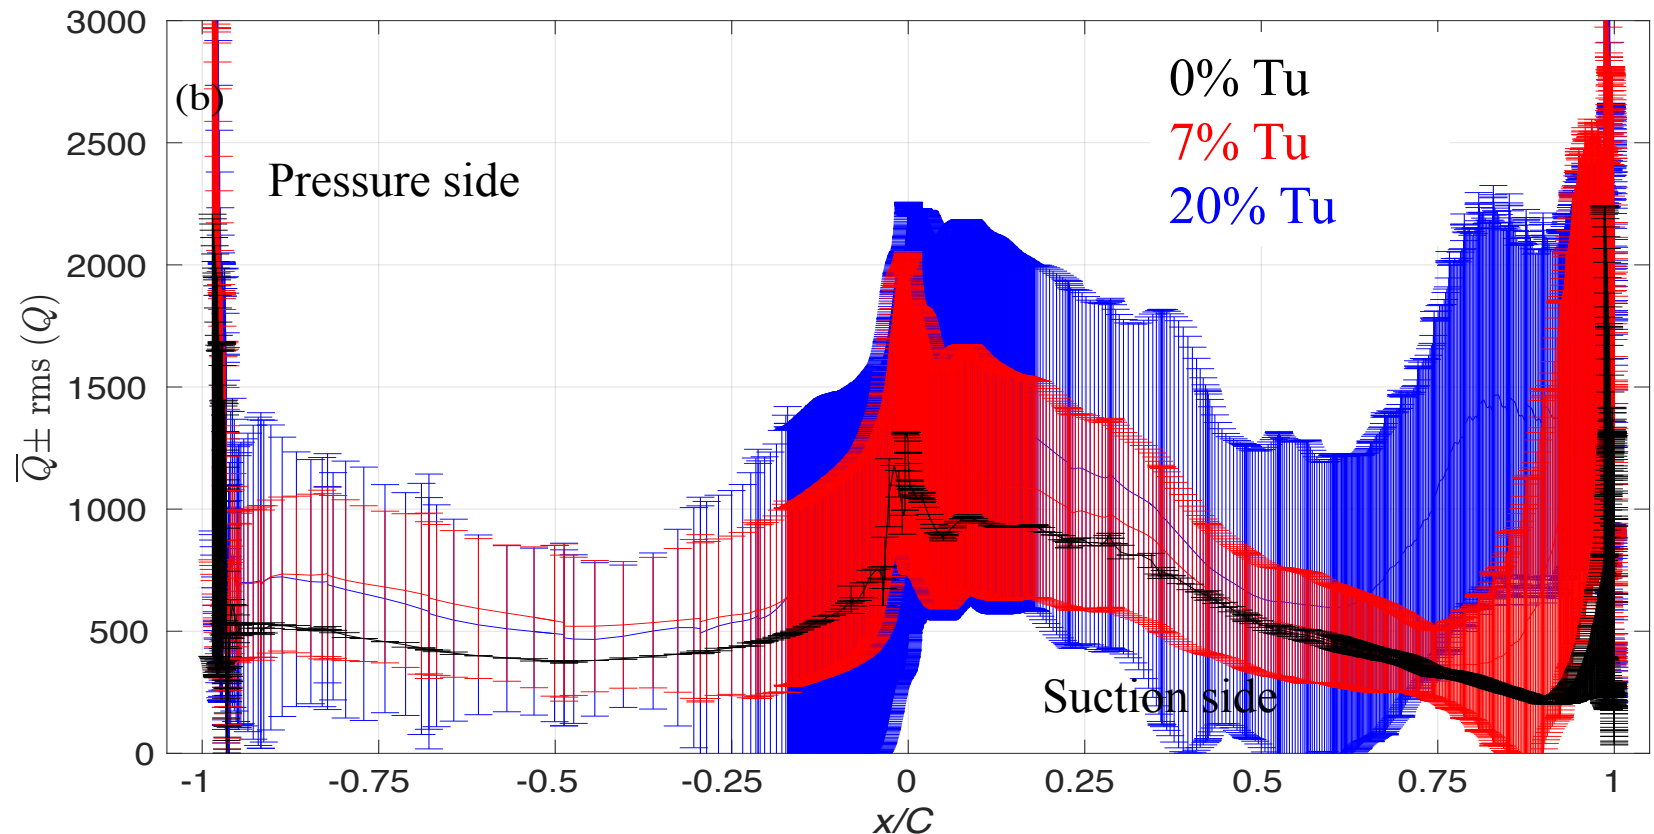 3000
2500
2000
1500
1000
500
0
Q̅ ± rms (Q)
(b)
Pressure side
0% Tu
7% Tu
20% Tu
Suction side
-1 -0.75 -0.5 -0.25 0 0.25 0.5 0.75 1
x/C